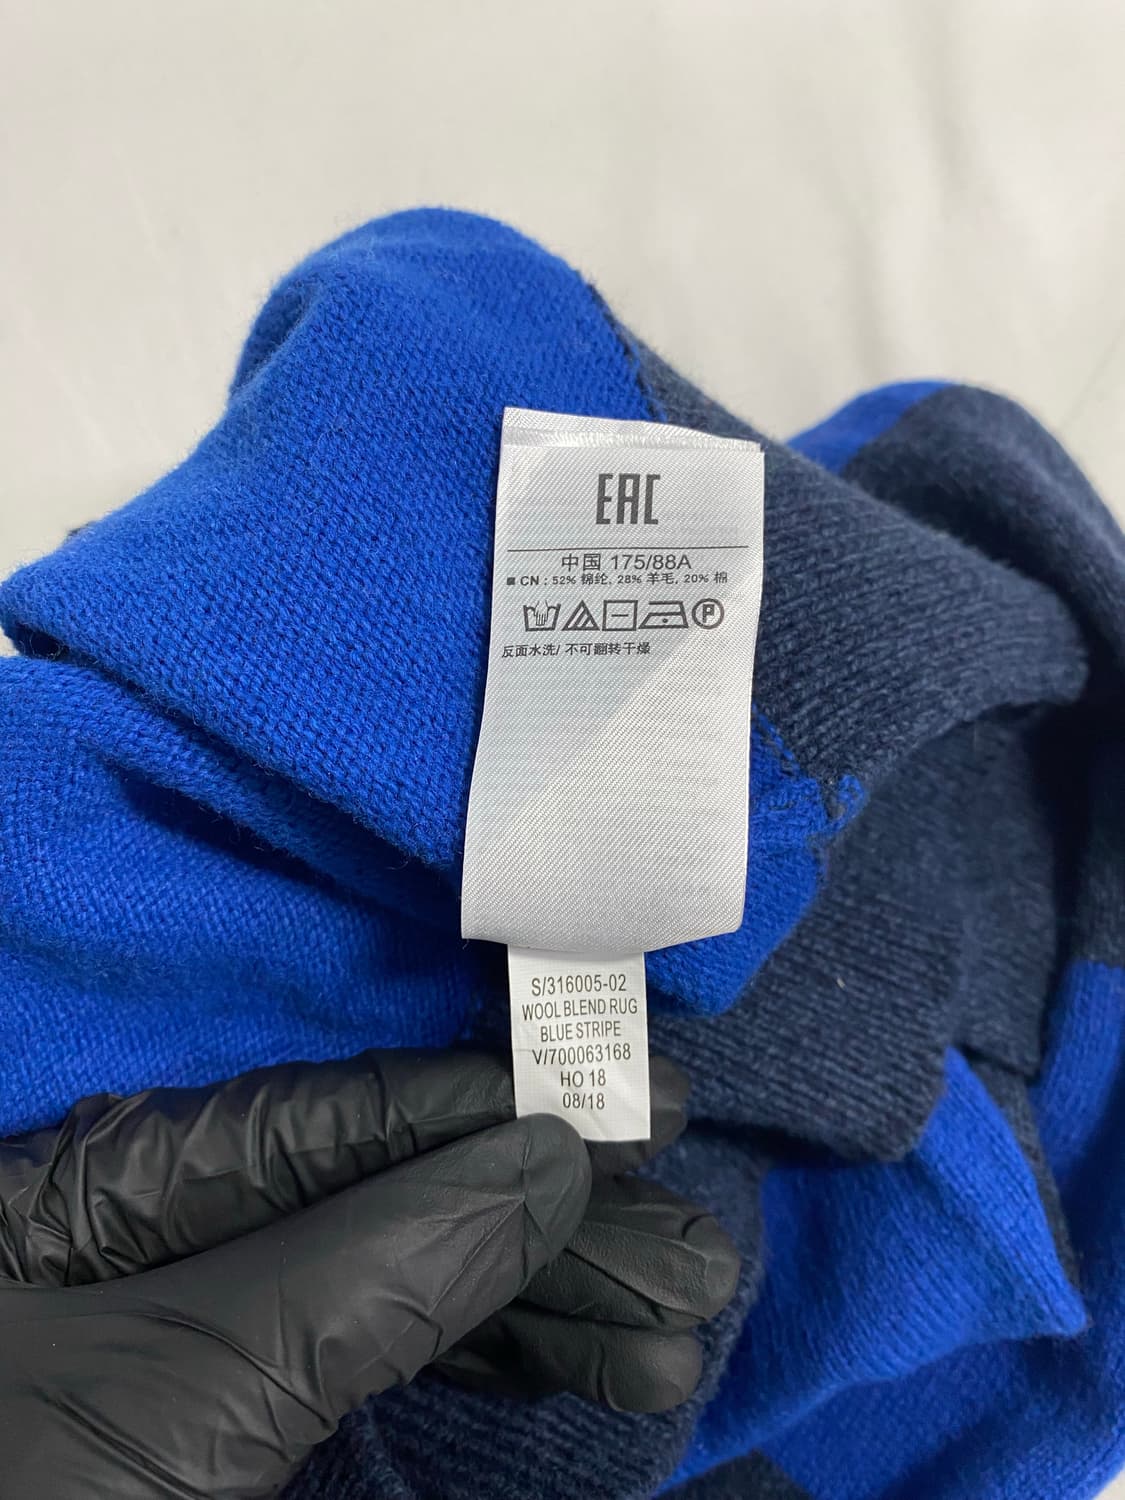 EAC
中国 175/88A
■ CN : 52% 锦纶, 28% 羊毛, 20% 棉
P
反面水洗/ 不可翻转干燥
S/316005-02
WOOL BLEND RUG
BLUE STRIPE
V/700063168
HO 18
08/18